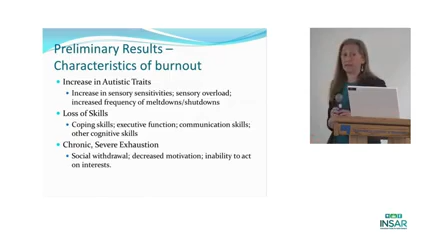 Preliminary Results –
Characteristics of burnout
Increase in Autistic Traits
Increase in sensory sensitivities; sensory overload;
increased frequency of meltdowns/shutdowns
Loss of Skills
Coping skills; executive function; communication skills;
other cognitive skills
Chronic, Severe Exhaustion
Social withdrawal; decreased motivation; inability to act
on interests.
INSAR